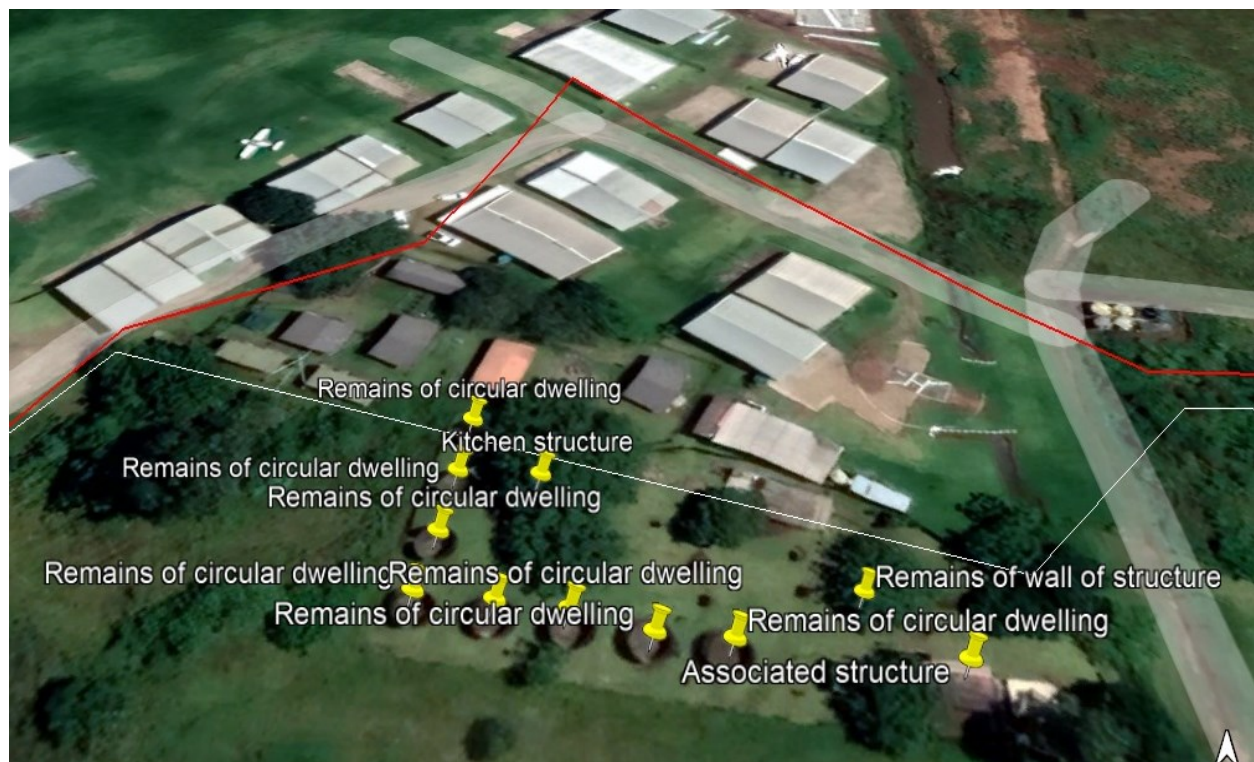 Remains of circular dwelling
Kitchen structure
Remains of circular dwelling
Remains of circular dwelling
Remains of circular dwelling
Remains of circular dwelling
Remains of wall of structure
Remains of circular dwelling
Remains of circular dwelling
Associated structure